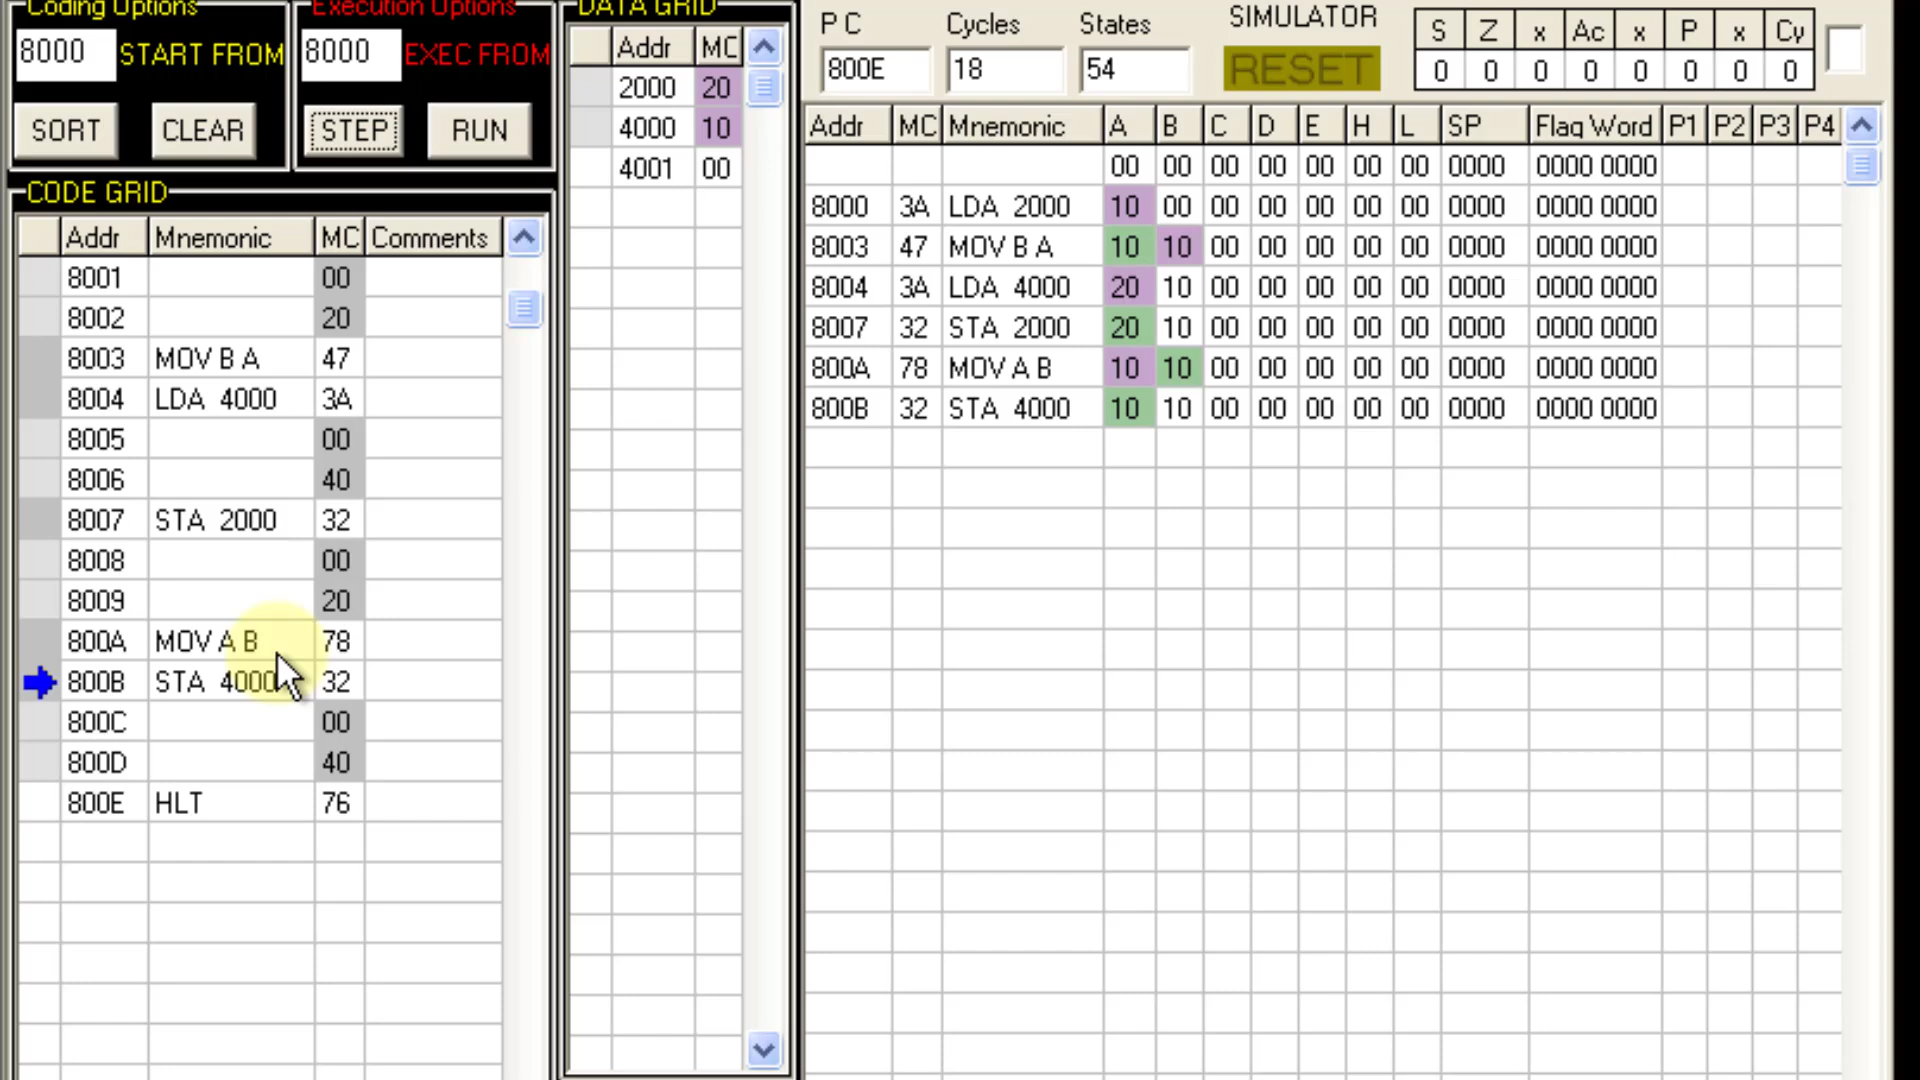 Coding Options
8000 START FROM
SORT CLEAR
Execution Options
8000 EXEC FROM
STEP RUN
CODE GRID
Addr Mnemonic MC Comments
8001 00
8002 20
8003 MOV B A 47
8004 LDA 4000 3A
8005 00
8006 40
8007 STA 2000 32
8008 00
8009 20
800A MOV A B 78
800B STA 4000 32
800C 00
800D 40
800E HLT 76
DATA GRID
Addr MC
2000 20
4000 10
4001 00
P C Cycles States
800E 18 54
SIMULATOR
RESET
S Z x Ac x P x Cy
0 0 0 0 0 0 0 0
Addr MC Mnemonic A B C D E H L SP Flag Word P1 P2 P3 P4
00 00 00 00 00 00 00 0000 0000 0000
8000 3A LDA 2000 10 00 00 00 00 00 00 0000 0000 0000
8003 47 MOV B A 10 10 00 00 00 00 00 0000 0000 0000
8004 3A LDA 4000 20 10 00 00 00 00 00 0000 0000 0000
8007 32 STA 2000 20 10 00 00 00 00 00 0000 0000 0000
800A 78 MOV A B 10 10 00 00 00 00 00 0000 0000 0000
800B 32 STA 4000 10 10 00 00 00 00 00 0000 0000 0000